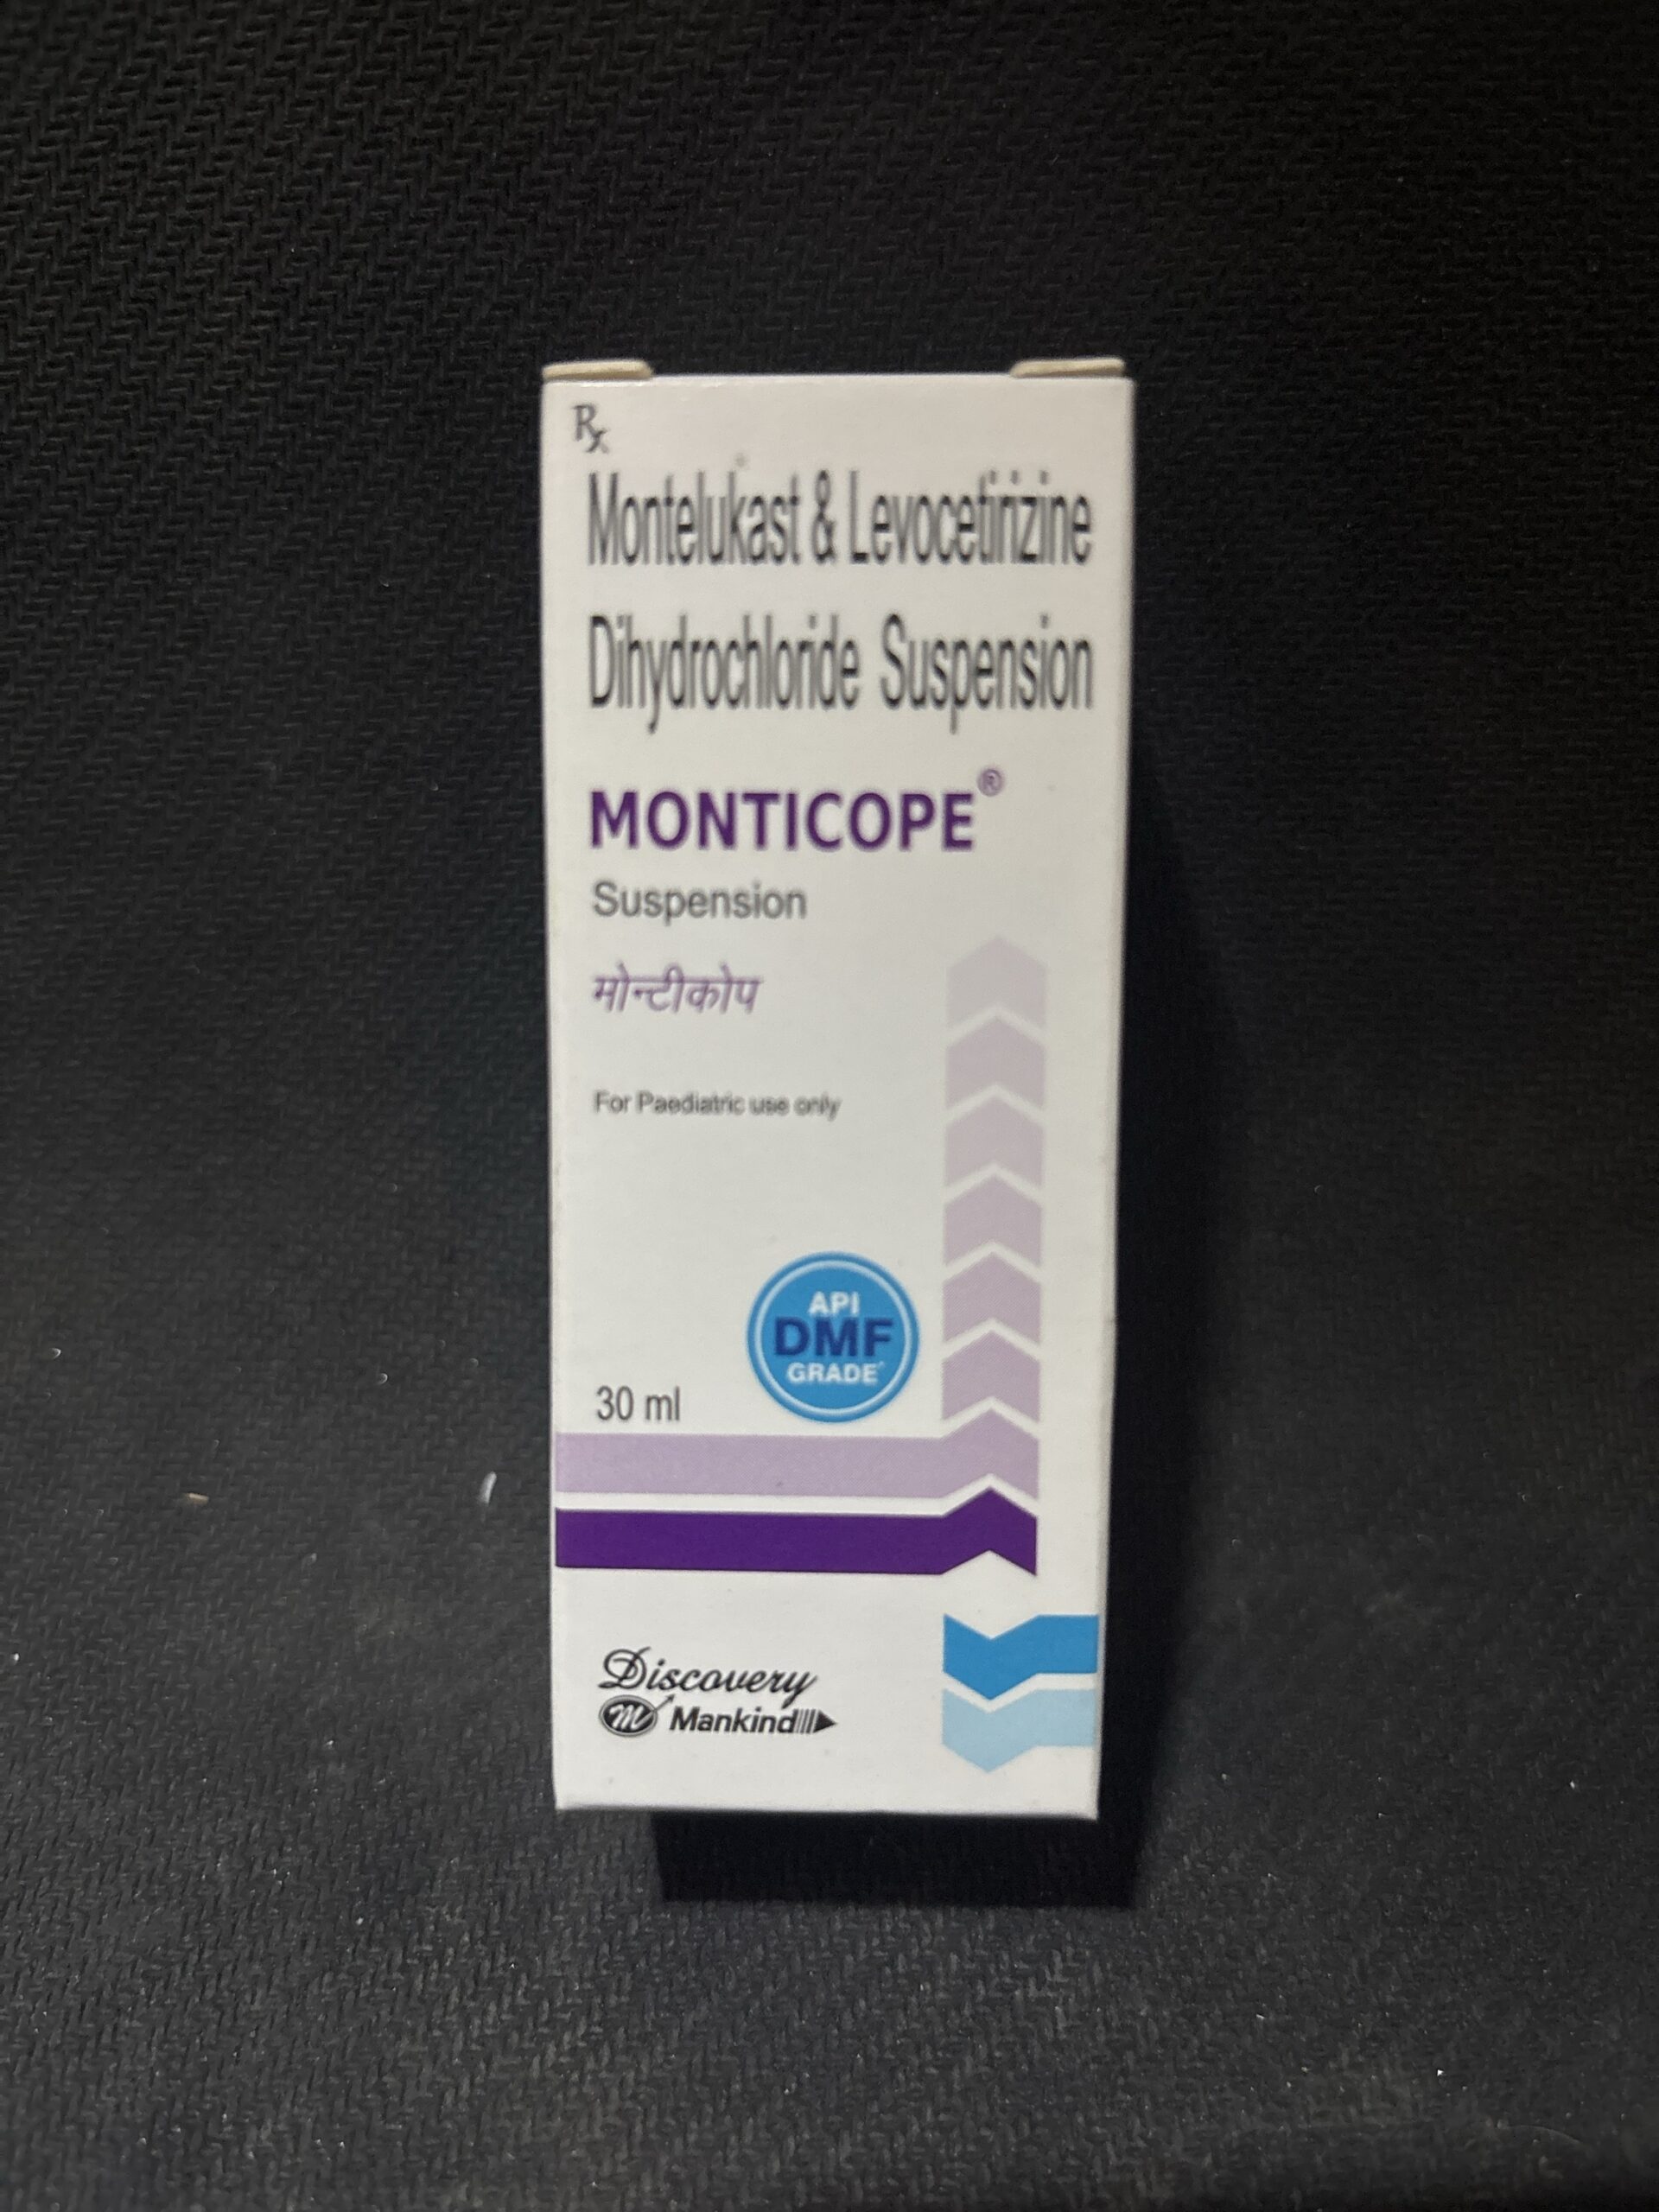 Rx
Montelukast & Levocetirizine
Dihydrochloride Suspension
MONTICOPE®
Suspension
मोन्टीकोप
For Paediatric use only
API
DMF
GRADE*
30 ml
Discovery
m Mankind